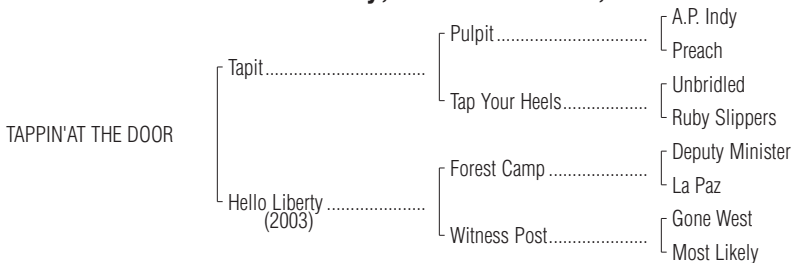 A.P. Indy
Pulpit
Preach
Tapit
Unbridled
Tap Your Heels
Ruby Slippers
TAPPIN'AT THE DOOR
Deputy Minister
Forest Camp
La Paz
Hello Liberty
(2003)
Gone West
Witness Post
Most Likely